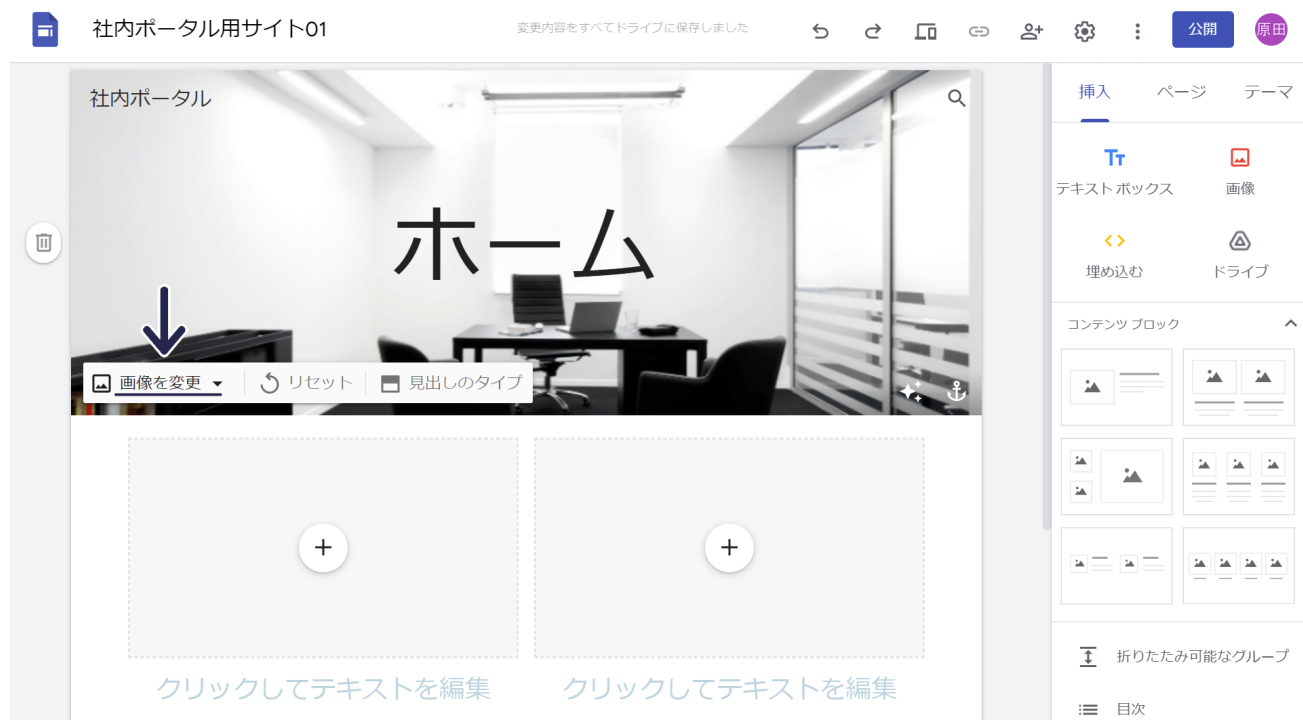 社内ポータル用サイト01
変更内容をすべてドライブに保存しました
公開
原田
社内ポータル
ホーム
画像を変更
リセット
見出しのタイプ
クリックしてテキストを編集
クリックしてテキストを編集
挿入
ページ
テーマ
Tт
テキスト ボックス
画像
埋め込む
ドライブ
コンテンツ ブロック
折りたたみ可能なグループ
目次